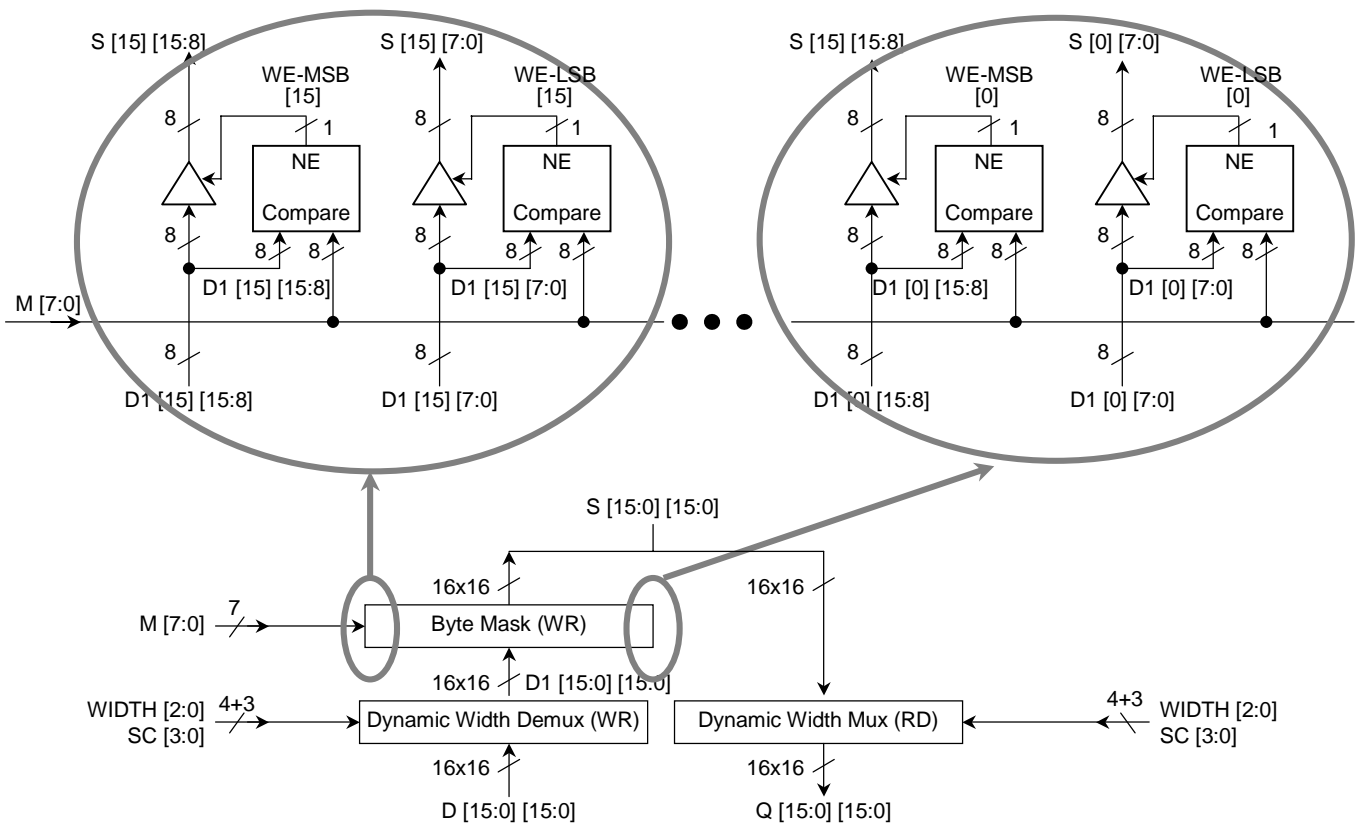 S [15] [15:8]
S [15] [7:0]
S [15] [15:8]
S [0] [7:0]
WE-MSB
[15]
WE-LSB
[15]
WE-MSB
[0]
WE-LSB
[0]
8
1
8
1
8
1
8
1
NE
NE
NE
NE
Compare
Compare
Compare
Compare
8
8
8
8
8
8
8
8
8
8
8
8
D1 [15] [15:8]
D1 [15] [7:0]
D1 [0] [15:8]
D1 [0] [7:0]
M [7:0]
8
8
8
8
D1 [15] [15:8]
D1 [15] [7:0]
D1 [0] [15:8]
D1 [0] [7:0]
S [15:0] [15:0]
16x16
16x16
M [7:0]
7
Byte Mask (WR)
16x16
D1 [15:0] [15:0]
WIDTH [2:0]
SC [3:0]
4+3
Dynamic Width Demux (WR)
Dynamic Width Mux (RD)
4+3
WIDTH [2:0]
SC [3:0]
16x16
16x16
D [15:0] [15:0]
Q [15:0] [15:0]